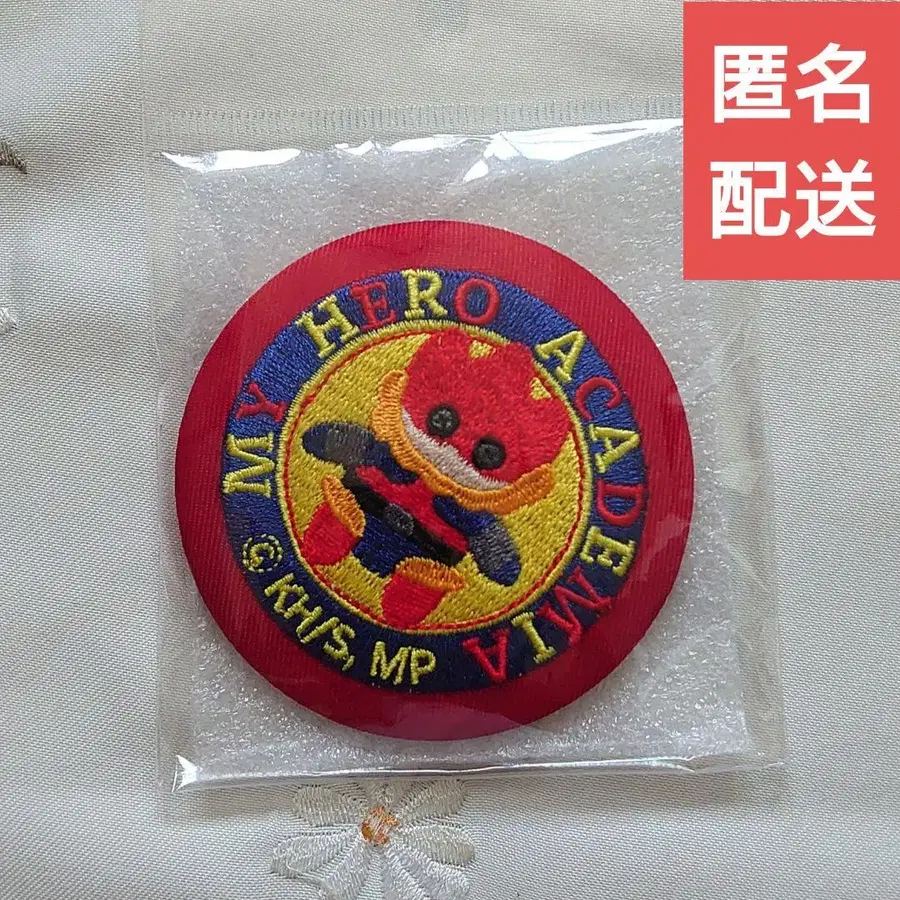 匿名
配送
MY HERO ACADEMIA
© KH/S, MP